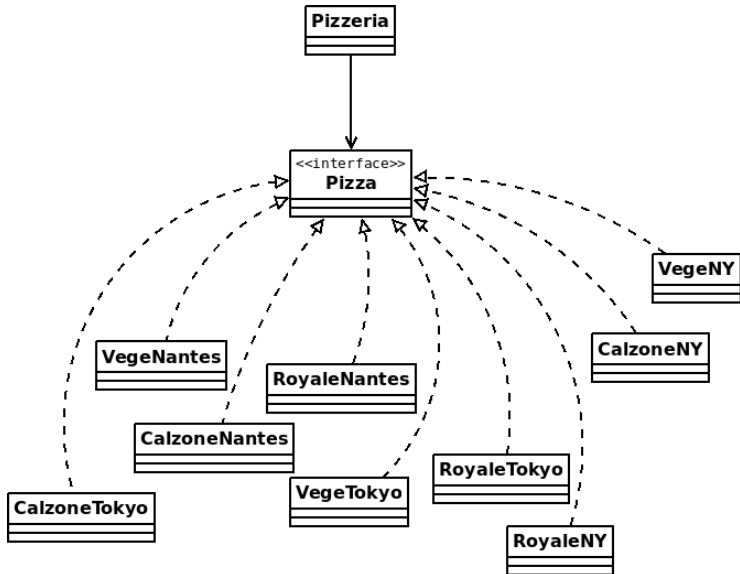 Pizzeria
<<interface>>
Pizza
VegeNY
CalzoneNY
VegeNantes
RoyaleNantes
CalzoneNantes
RoyaleTokyo
VegeTokyo
CalzoneTokyo
RoyaleNY